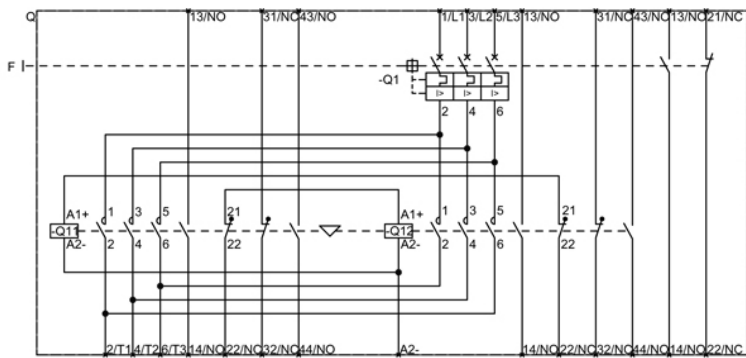 Q 13/NO 31/NC 43/NO 1/L1 3/L2 5/L3 13/NO 31/NC 43/NO 13/NO 21/NC
F
-Q1
I> I> I>
2 4 6
A1+ 1 3 5 21 A1+ 1 3 5 21
-Q11 -Q12
A2- 2 4 6 22 A2- 2 4 6 22
2/T1 4/T2 6/T3 14/NO 22/NC 32/NC 44/NO A2- 14/NO 22/NC 32/NC 44/NO 14/NO 22/NC